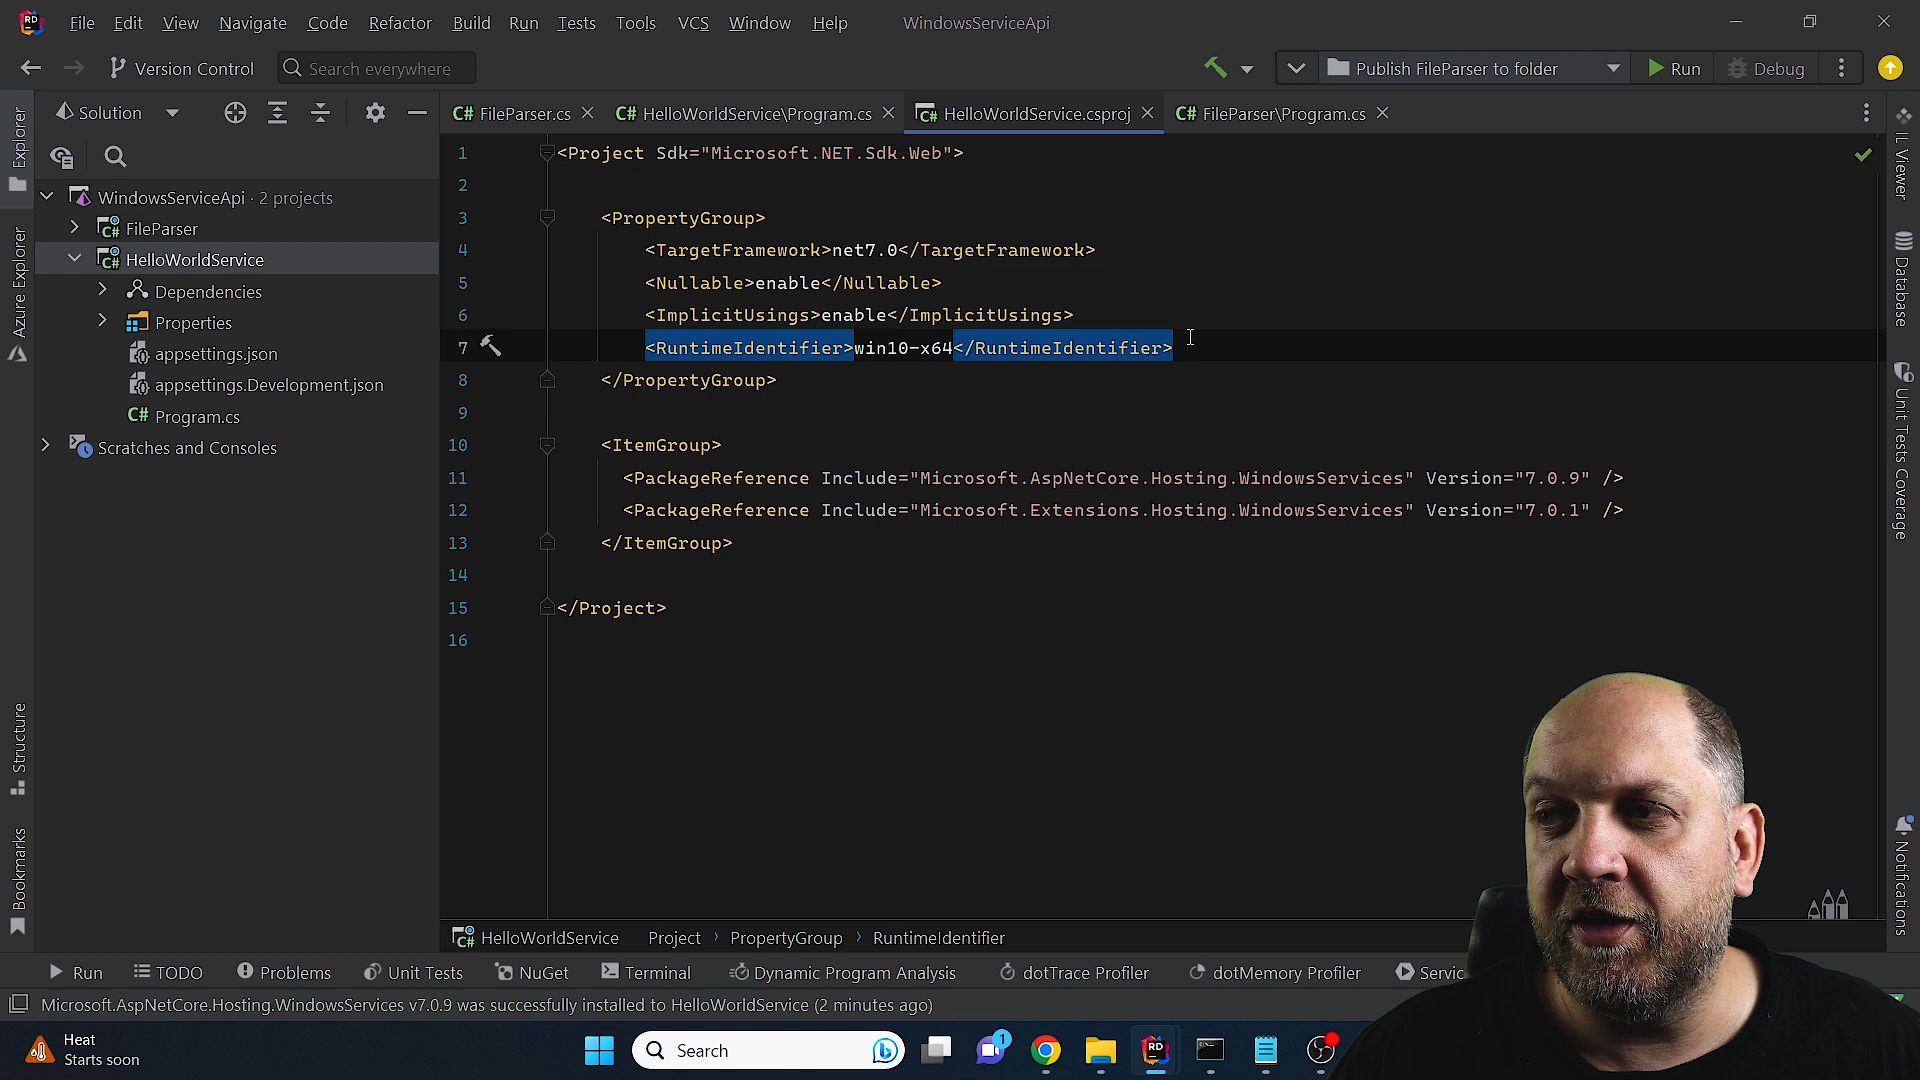 RD File Edit View Navigate Code Refactor Build Run Tests Tools VCS Window Help WindowsServiceApi
Version Control Search everywhere Publish FileParser to folder Run Debug
Solution
C# FileParser.cs C# HelloWorldService\Program.cs HelloWorldService.csproj C# FileParser\Program.cs
Explorer
Azure Explorer
Structure
Bookmarks
WindowsServiceApi · 2 projects
C# FileParser
C# HelloWorldService
Dependencies
Properties
appsettings.json
appsettings.Development.json
C# Program.cs
Scratches and Consoles
1 <Project Sdk="Microsoft.NET.Sdk.Web">
2
3 <PropertyGroup>
4 <TargetFramework>net7.0</TargetFramework>
5 <Nullable>enable</Nullable>
6 <ImplicitUsings>enable</ImplicitUsings>
7 <RuntimeIdentifier>win10-x64</RuntimeIdentifier>
8 </PropertyGroup>
9
10 <ItemGroup>
11 <PackageReference Include="Microsoft.AspNetCore.Hosting.WindowsServices" Version="7.0.9" />
12 <PackageReference Include="Microsoft.Extensions.Hosting.WindowsServices" Version="7.0.1" />
13 </ItemGroup>
14
15 </Project>
16
IL Viewer
Database
Unit Tests Coverage
Notifications
HelloWorldService Project › PropertyGroup › RuntimeIdentifier
Run TODO Problems Unit Tests NuGet Terminal Dynamic Program Analysis dotTrace Profiler dotMemory Profiler Servic
Microsoft.AspNetCore.Hosting.WindowsServices v7.0.9 was successfully installed to HelloWorldService (2 minutes ago)
Heat
Starts soon
Search
1
RD